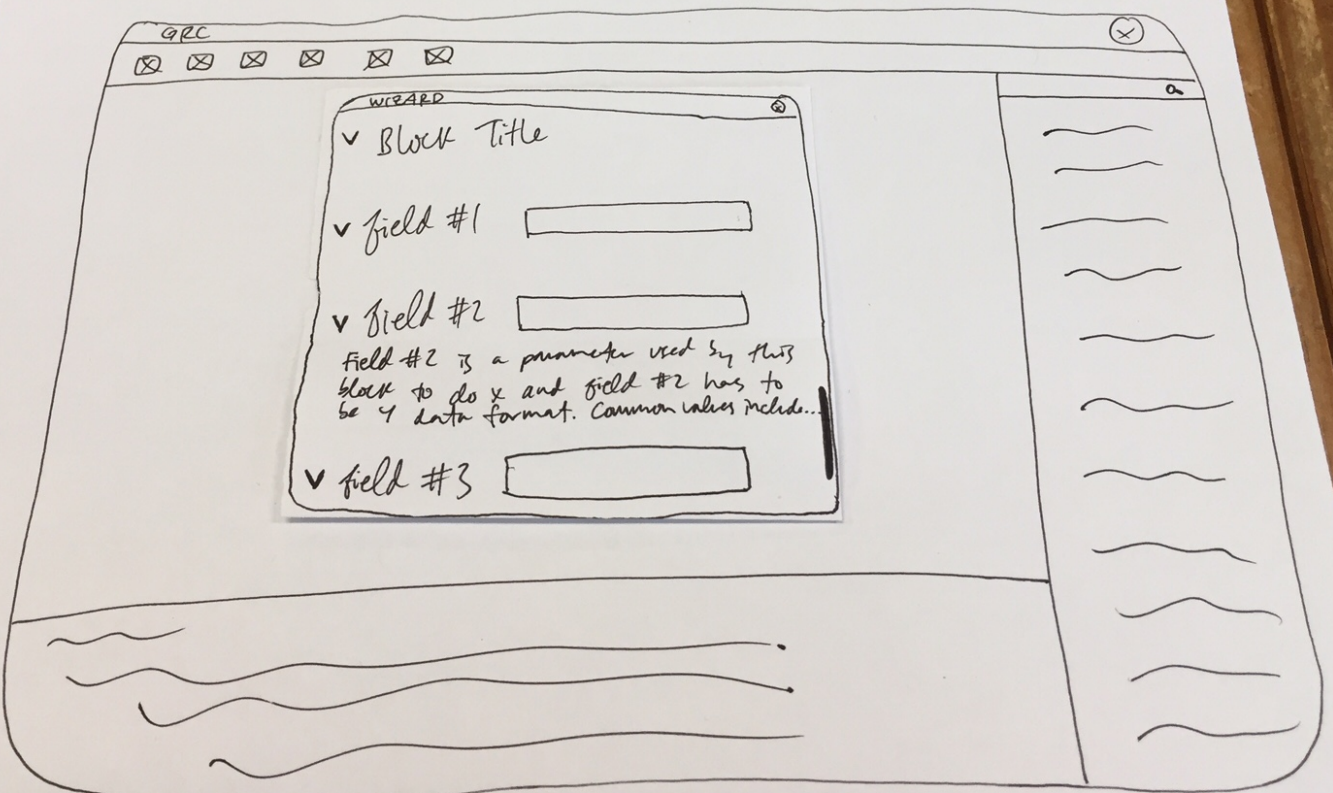 GRC
WIZARD
Block Title
field #1
field #2
Field #2 is a parameter used by this
block to do x and field #2 has to
be y data format. Common values include...
field #3